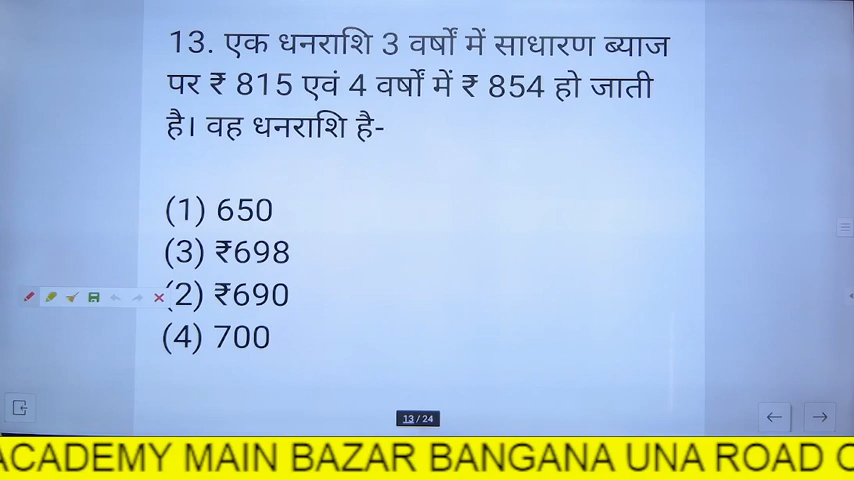 13. एक धनराशि 3 वर्षों में साधारण ब्याज
पर ₹ 815 एवं 4 वर्षों में ₹ 854 हो जाती
है। वह धनराशि है-
(1) 650
(3) ₹698
(2) ₹690
(4) 700
13 / 24
ACADEMY MAIN BAZAR BANGANA UNA ROAD